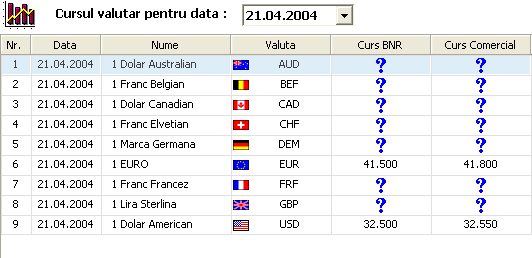 Cursul valutar pentru data : 21.04.2004
Nr. Data Nume Valuta Curs BNR Curs Comercial
1 21.04.2004 1 Dolar Australian AUD ? ?
2 21.04.2004 1 Franc Belgian BEF ? ?
3 21.04.2004 1 Dolar Canadian CAD ? ?
4 21.04.2004 1 Franc Elvetian CHF ? ?
5 21.04.2004 1 Marca Germana DEM ? ?
6 21.04.2004 1 EURO EUR 41.500 41.800
7 21.04.2004 1 Franc Francez FRF ? ?
8 21.04.2004 1 Lira Sterlina GBP ? ?
9 21.04.2004 1 Dolar American USD 32.500 32.550